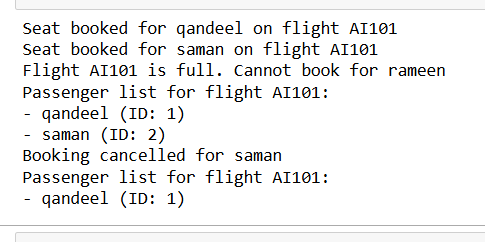 Seat booked for qandeel on flight AI101
Seat booked for saman on flight AI101
Flight AI101 is full. Cannot book for rameen
Passenger list for flight AI101:
- qandeel (ID: 1)
- saman (ID: 2)
Booking cancelled for saman
Passenger list for flight AI101:
- qandeel (ID: 1)